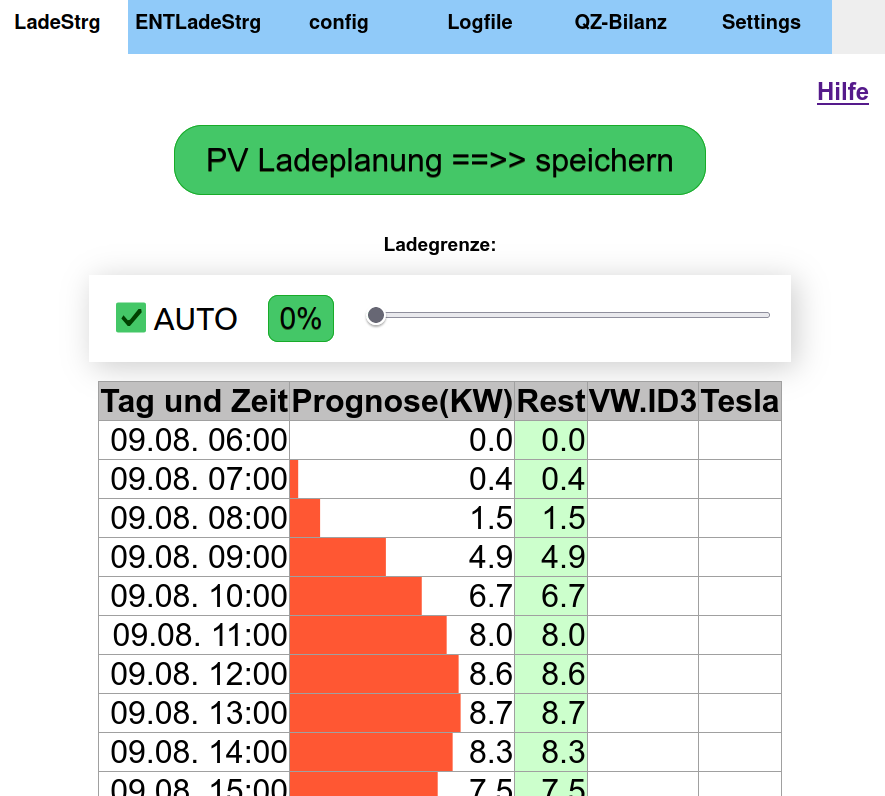 LadeStrg ENTLadeStrg config Logfile QZ-Bilanz Settings
Hilfe
PV Ladeplanung ==>> speichern
Ladegrenze:
AUTO 0%
Tag und Zeit Prognose(KW) Rest VW.ID3 Tesla
09.08. 06:00 0.0 0.0
09.08. 07:00 0.4 0.4
09.08. 08:00 1.5 1.5
09.08. 09:00 4.9 4.9
09.08. 10:00 6.7 6.7
09.08. 11:00 8.0 8.0
09.08. 12:00 8.6 8.6
09.08. 13:00 8.7 8.7
09.08. 14:00 8.3 8.3
09.08. 15:00 7.5 7.5